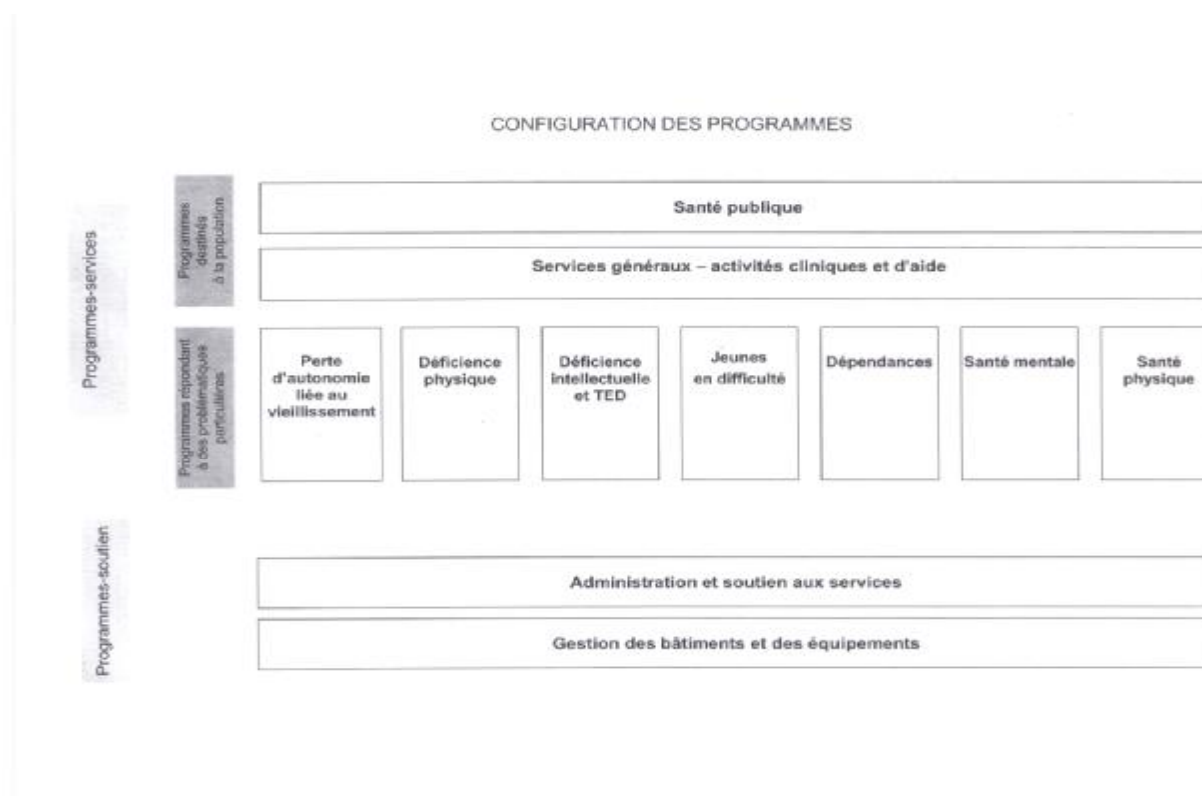 CONFIGURATION DES PROGRAMMES
Programmes-services
Programmes
destinés
à la population
Santé publique
Services généraux – activités cliniques et d'aide
Programmes répondant
à des problématiques
particulières
Perte
d'autonomie
liée au
vieillissement
Déficience
physique
Déficience
intellectuelle
et TED
Jeunes
en difficulté
Dépendances
Santé mentale
Santé
physique
Programmes-soutien
Administration et soutien aux services
Gestion des bâtiments et des équipements